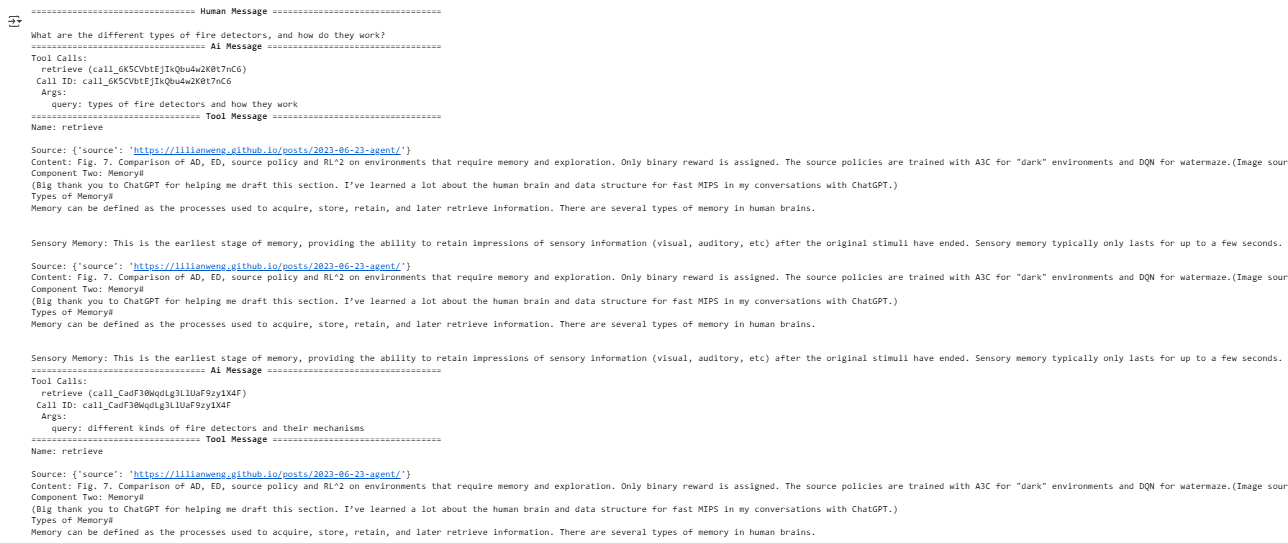 ================================ Human Message =================================
What are the different types of fire detectors, and how do they work?
================================== Ai Message ==================================
Tool Calls:
retrieve (call_6K5CVbtEjIkQbu4w2K0t7nC6)
Call ID: call_6K5CVbtEjIkQbu4w2K0t7nC6
Args:
query: types of fire detectors and how they work
================================= Tool Message =================================
Name: retrieve
Source: {'source': 'https://lilianweng.github.io/posts/2023-06-23-agent/'}
Content: Fig. 7. Comparison of AD, ED, source policy and RL^2 on environments that require memory and exploration. Only binary reward is assigned. The source policies are trained with A3C for "dark" environments and DQN for watermaze.(Image sour
Component Two: Memory#
(Big thank you to ChatGPT for helping me draft this section. I’ve learned a lot about the human brain and data structure for fast MIPS in my conversations with ChatGPT.)
Types of Memory#
Memory can be defined as the processes used to acquire, store, retain, and later retrieve information. There are several types of memory in human brains.
Sensory Memory: This is the earliest stage of memory, providing the ability to retain impressions of sensory information (visual, auditory, etc) after the original stimuli have ended. Sensory memory typically only lasts for up to a few seconds.
Source: {'source': 'https://lilianweng.github.io/posts/2023-06-23-agent/'}
Content: Fig. 7. Comparison of AD, ED, source policy and RL^2 on environments that require memory and exploration. Only binary reward is assigned. The source policies are trained with A3C for "dark" environments and DQN for watermaze.(Image sour
Component Two: Memory#
(Big thank you to ChatGPT for helping me draft this section. I’ve learned a lot about the human brain and data structure for fast MIPS in my conversations with ChatGPT.)
Types of Memory#
Memory can be defined as the processes used to acquire, store, retain, and later retrieve information. There are several types of memory in human brains.
Sensory Memory: This is the earliest stage of memory, providing the ability to retain impressions of sensory information (visual, auditory, etc) after the original stimuli have ended. Sensory memory typically only lasts for up to a few seconds.
================================== Ai Message ==================================
Tool Calls:
retrieve (call_CadF30WqdLg3LlUaF9zy1X4F)
Call ID: call_CadF30WqdLg3LlUaF9zy1X4F
Args:
query: different kinds of fire detectors and their mechanisms
================================= Tool Message =================================
Name: retrieve
Source: {'source': 'https://lilianweng.github.io/posts/2023-06-23-agent/'}
Content: Fig. 7. Comparison of AD, ED, source policy and RL^2 on environments that require memory and exploration. Only binary reward is assigned. The source policies are trained with A3C for "dark" environments and DQN for watermaze.(Image sour
Component Two: Memory#
(Big thank you to ChatGPT for helping me draft this section. I’ve learned a lot about the human brain and data structure for fast MIPS in my conversations with ChatGPT.)
Types of Memory#
Memory can be defined as the processes used to acquire, store, retain, and later retrieve information. There are several types of memory in human brains.